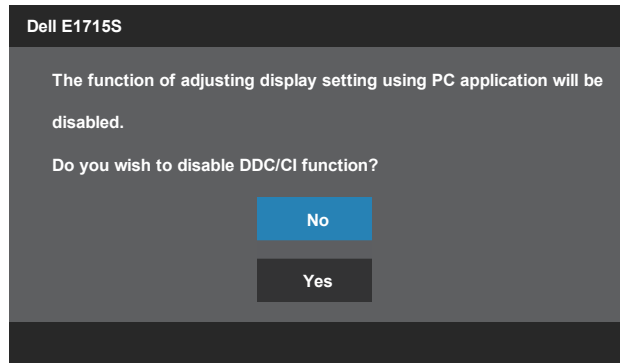 Dell E1715S
The function of adjusting display setting using PC application will be
disabled.
Do you wish to disable DDC/CI function?
No
Yes